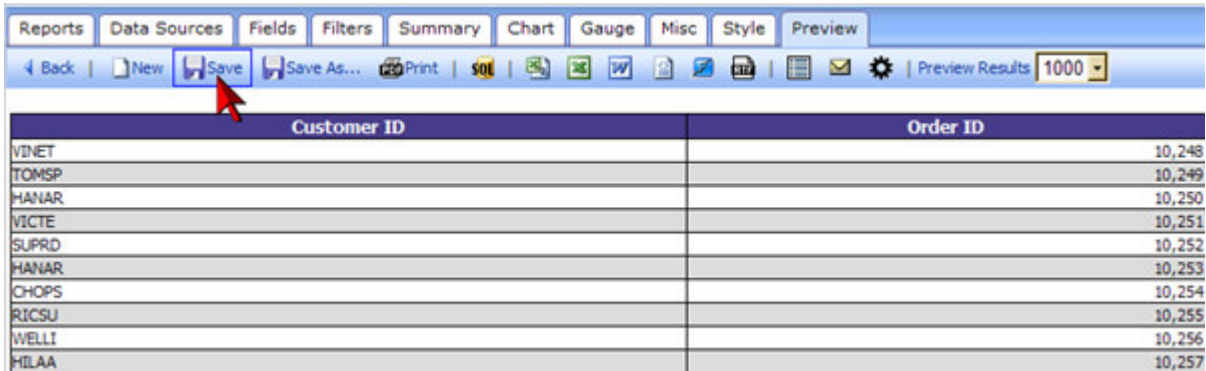 Reports Data Sources Fields Filters Summary Chart Gauge Misc Style Preview
Back | New Save Save As... Print | SQL | | Preview Results 1000
Customer ID Order ID
VINET 10,248
TOMSP 10,249
HANAR 10,250
VICTE 10,251
SUPRD 10,252
HANAR 10,253
CHOPS 10,254
RICSU 10,255
WELLI 10,256
HILAA 10,257